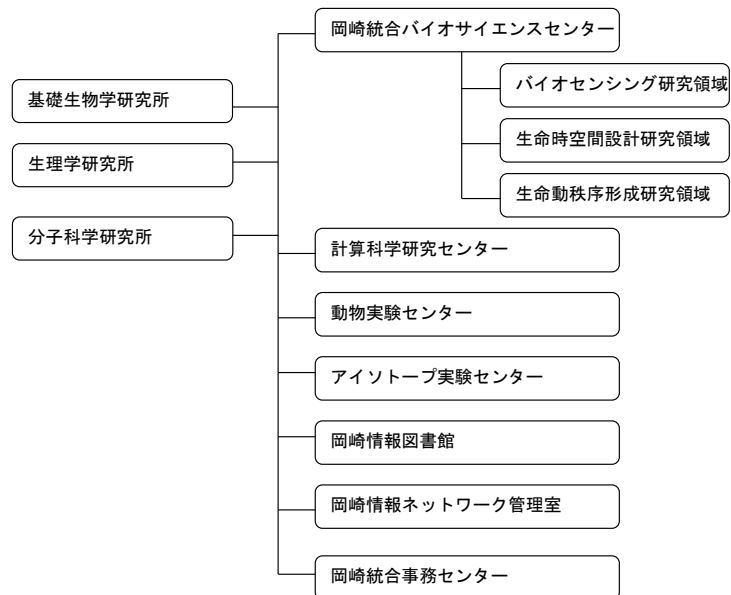 基礎生物学研究所
生理学研究所
分子科学研究所
岡崎統合バイオサイエンスセンター
バイオセンシング研究領域
生命時空間設計研究領域
生命動秩序形成研究領域
計算科学研究センター
動物実験センター
アイソトープ実験センター
岡崎情報図書館
岡崎情報ネットワーク管理室
岡崎統合事務センター